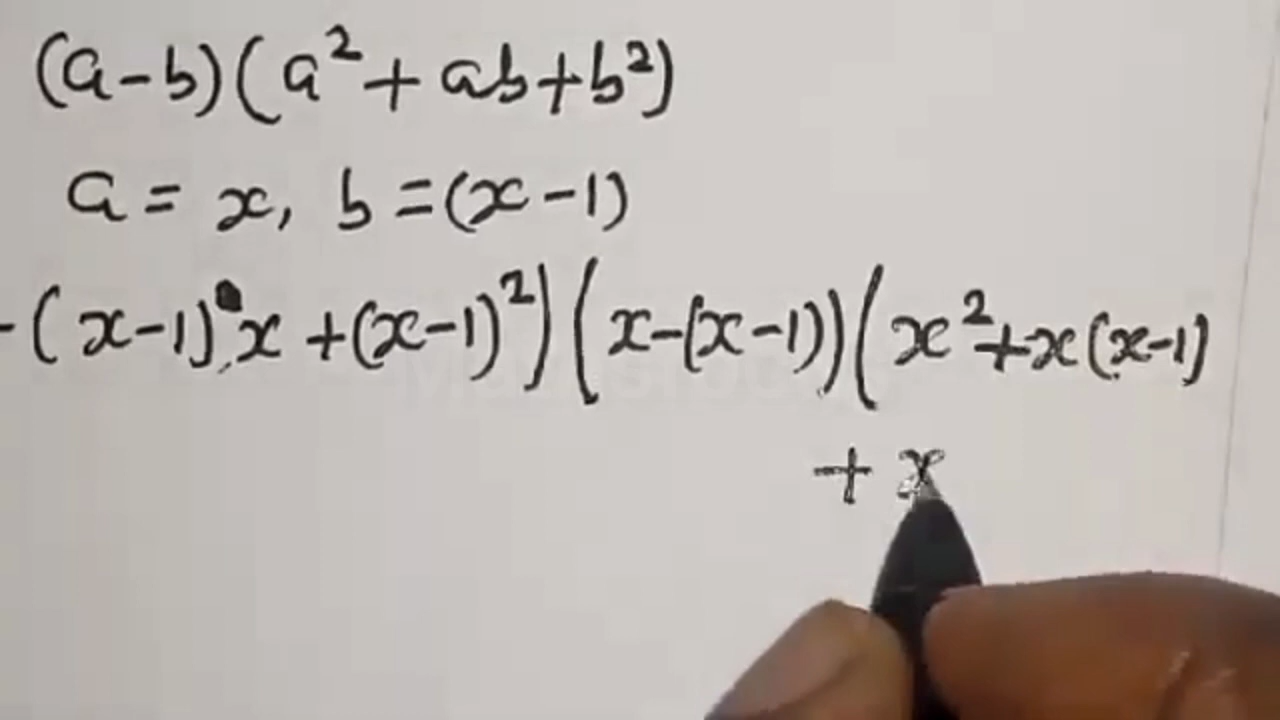 (a-b)(a²+ab+b²)
a = x, b = (x-1)
-(x-1)x+(x-1)²)(x-(x-1))(x²+x(x-1)
+ x